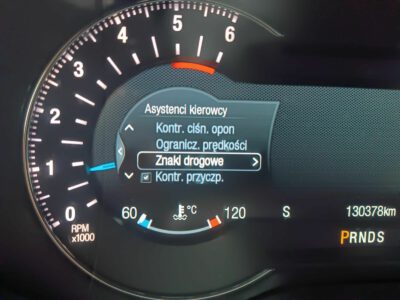 5
6
4
3
2
1
0
RPM
x1000
Asystenci kierowcy
Kontr. ciśn. opon
Ogranicz. prędkości
Znaki drogowe
Kontr. przyczp.
60 °C 120
S 130378km
PRNDS